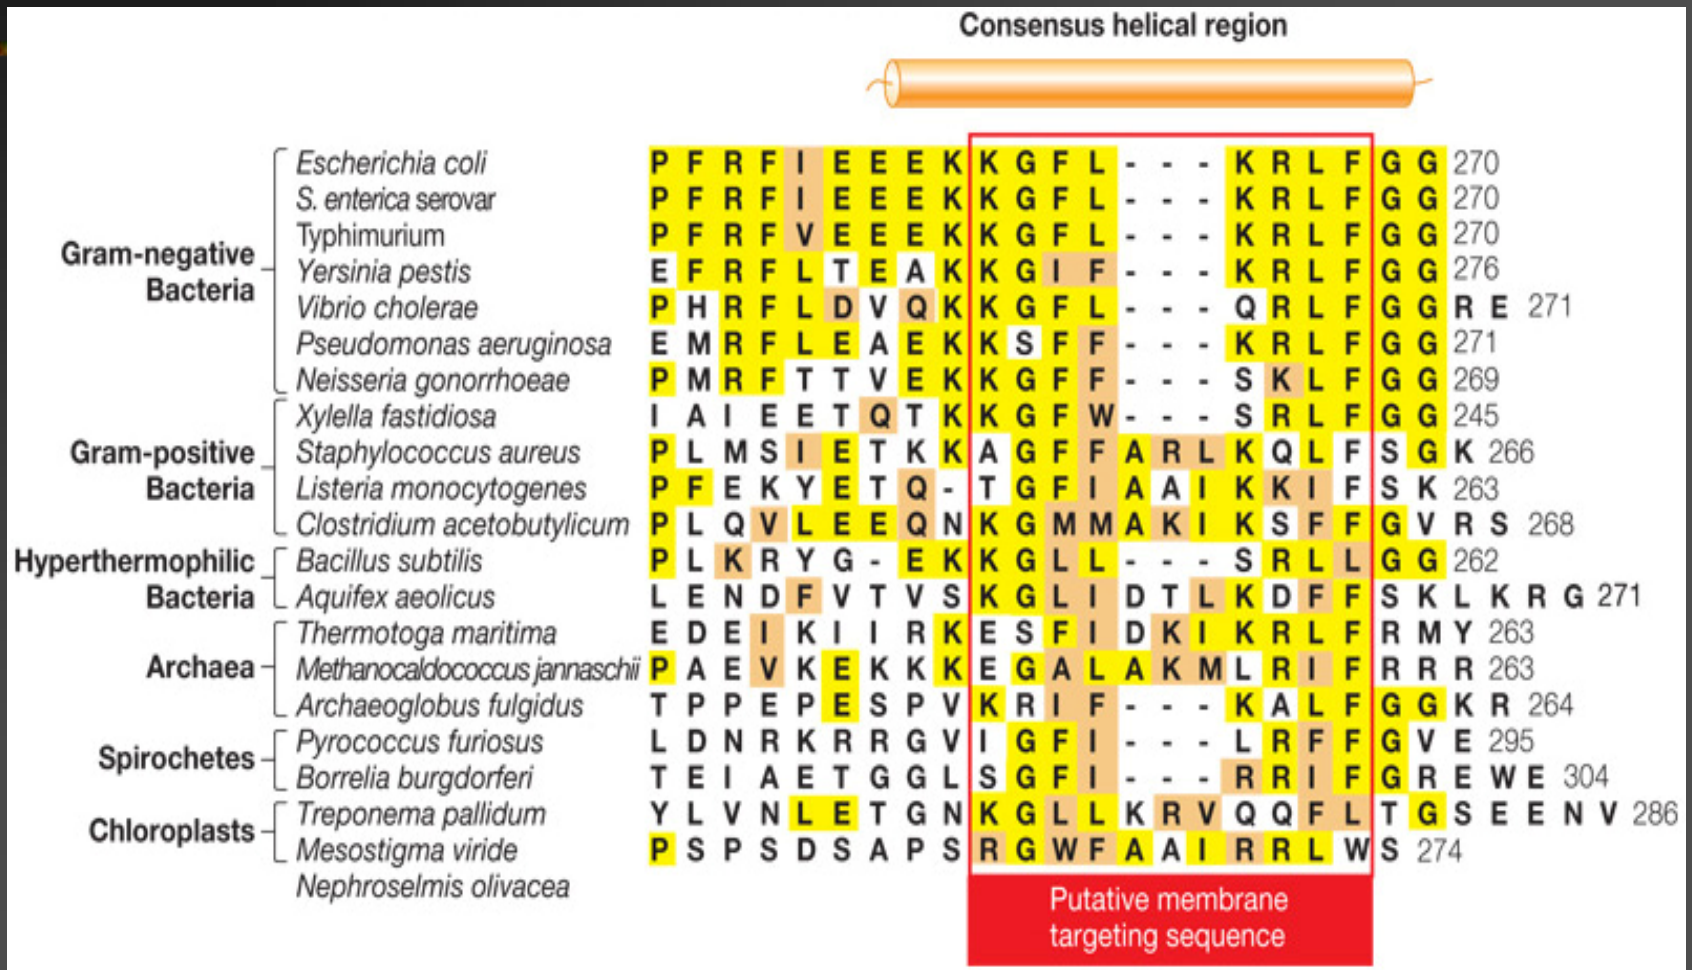 Consensus helical region
Gram-negative
Bacteria
Escherichia coli P F R F I E E E K K G F L - - - K R L F G G 270
S. enterica serovar P F R F I E E E K K G F L - - - K R L F G G 270
Typhimurium P F R F V E E E K K G F L - - - K R L F G G 270
Yersinia pestis E F R F L T E A K K G I F - - - K R L F G G 276
Vibrio cholerae P H R F L D V Q K K G F L - - - Q R L F G G R E 271
Pseudomonas aeruginosa E M R F L E A E K K S F F - - - K R L F G G 271
Neisseria gonorrhoeae P M R F T T V E K K G F F - - - S K L F G G 269
Gram-positive
Bacteria
Xylella fastidiosa I A I E E T Q T K K G F W - - - S R L F G G 245
Staphylococcus aureus P L M S I E T K K A G F F A R L K Q L F S G K 266
Listeria monocytogenes P F E K Y E T Q - T G F I A A I K K I F S K 263
Clostridium acetobutylicum P L Q V L E E Q N K G M M A K I K S F F G V R S 268
Hyperthermophilic
Bacteria
Bacillus subtilis P L K R Y G - E K K G L L - - - S R L L G G 262
Aquifex aeolicus L E N D F V T V S K G L I D T L K D F F S K L K R G 271
Archaea
Thermotoga maritima E D E I K I I R K E S F I D K I K R L F R M Y 263
Methanocaldococcus jannaschii P A E V K E K K K E G A L A K M L R I F R R R 263
Archaeoglobus fulgidus T P P E P E S P V K R I F - - - K A L F G G K R 264
Spirochetes
Pyrococcus furiosus L D N R K R R G V I G F I - - - L R F F G V E 295
Borrelia burgdorferi T E I A E T G G L S G F I - - - R R I F G R E W E 304
Chloroplasts
Treponema pallidum Y L V N L E T G N K G L L K R V Q Q F L T G S E E N V 286
Mesostigma viride P S P S D S A P S R G W F A A I R R L W S 274
Nephroselmis olivacea
Putative membrane
targeting sequence